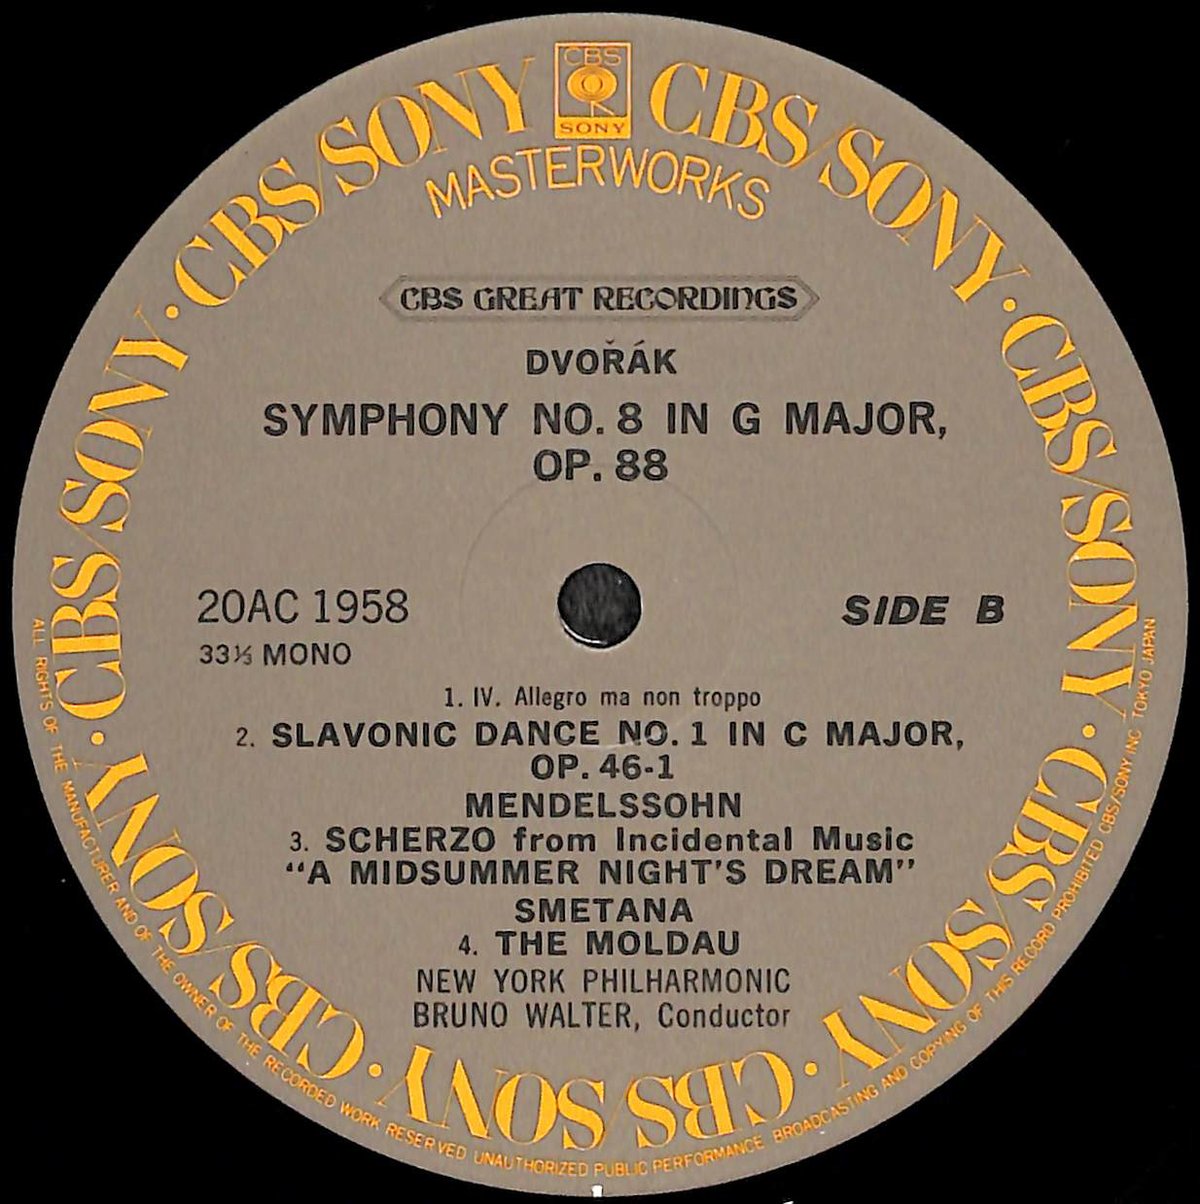 CBS
SONY
CBS/SONY · CBS/SONY · CBS/SONY · CBS/SONY · CBS/SONY · CBS/SONY · CBS/SONY
MASTERWORKS
CBS GREAT RECORDINGS
DVOŘÁK
SYMPHONY NO. 8 IN G MAJOR,
OP. 88
20AC 1958
SIDE B
33⅓ MONO
1. IV. Allegro ma non troppo
2. SLAVONIC DANCE NO. 1 IN C MAJOR,
OP. 46-1
MENDELSSOHN
3. SCHERZO from Incidental Music
“A MIDSUMMER NIGHT'S DREAM”
SMETANA
4. THE MOLDAU
NEW YORK PHILHARMONIC
BRUNO WALTER, Conductor
ALL RIGHTS OF THE MANUFACTURER AND OF THE OWNER OF THE RECORDED WORK RESERVED UNAUTHORIZED PUBLIC PERFORMANCE BROADCASTING AND COPYING OF THIS RECORD PROHIBITED CBS/SONY INC TOKYO JAPAN